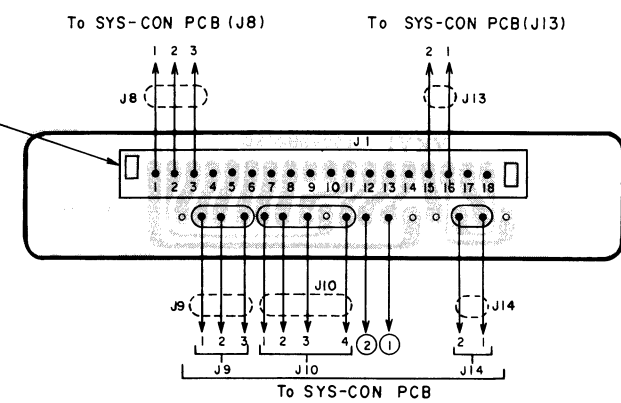 To SYS-CON PCB (J8)
To SYS-CON PCB(J13)
1 2 3
2 1
J8
J13
J1
1 2 3 4 5 6 7 8 9 10 11 12 13 14 15 16 17 18
J9
J10
J14
1 2 3 1 2 3 4 2 1 2 1
J9
J10
J14
To SYS-CON PCB